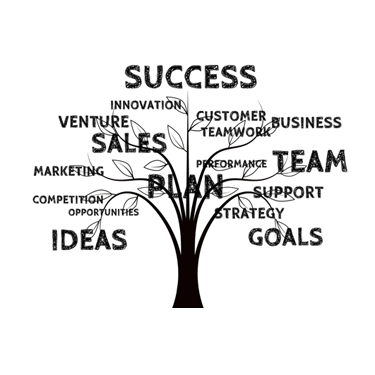 SUCCESS
INNOVATION
VENTURE
CUSTOMER
TEAMWORK
BUSINESS
SALES
MARKETING
PERFORMANCE
TEAM
PLAN
SUPPORT
COMPETITION
OPPORTUNITIES
STRATEGY
IDEAS
GOALS